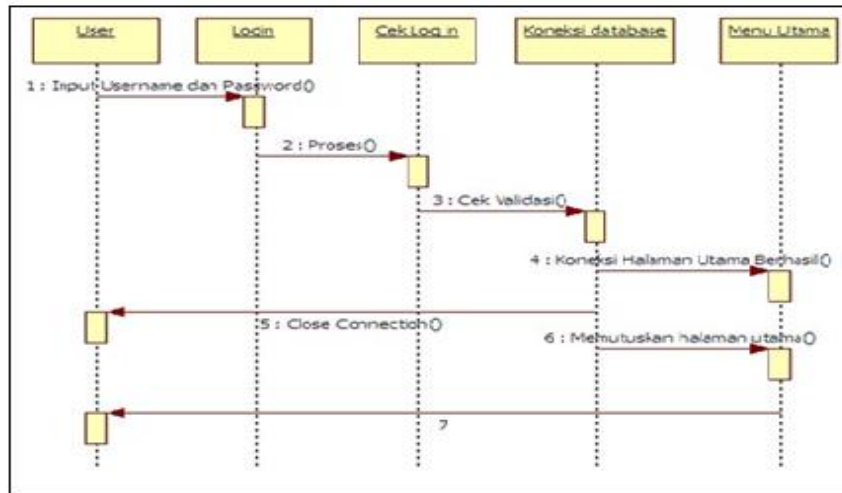 User
Login
Cek Log in
Koneksi database
Menu Utama
1 : Input Username dan Password()
2 : Proses()
3 : Cek Validasi()
4 : Koneksi Halaman Utama Berhasil()
5 : Close Connection()
6 : Memutuskan halaman utama()
7